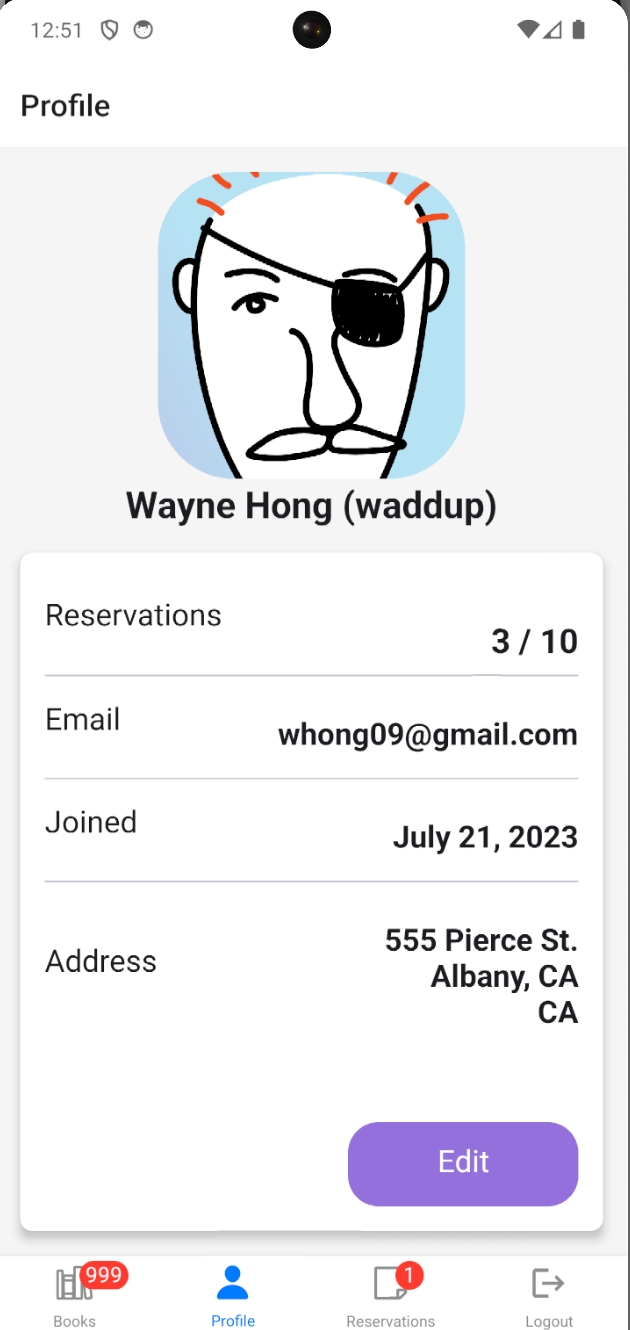 12:51
Profile
Wayne Hong (waddup)
Reservations
3 / 10
Email
whong09@gmail.com
Joined
July 21, 2023
Address
555 Pierce St.
Albany, CA
CA
Edit
999
1
Books
Profile
Reservations
Logout